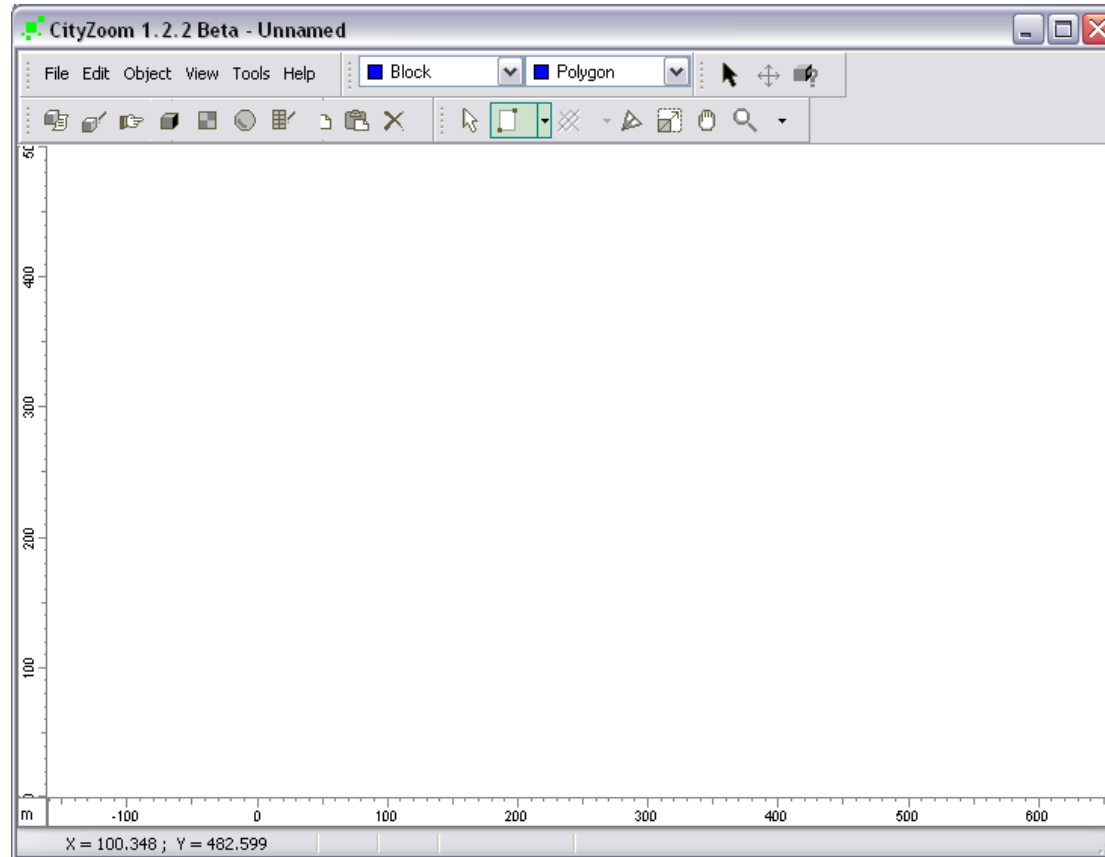 CityZoom 1.2.2 Beta - Unnamed
File Edit Object View Tools Help Block Polygon
400
300
200
100
m -100 0 100 200 300 400 500 600
X = 100.348 ; Y = 482.599